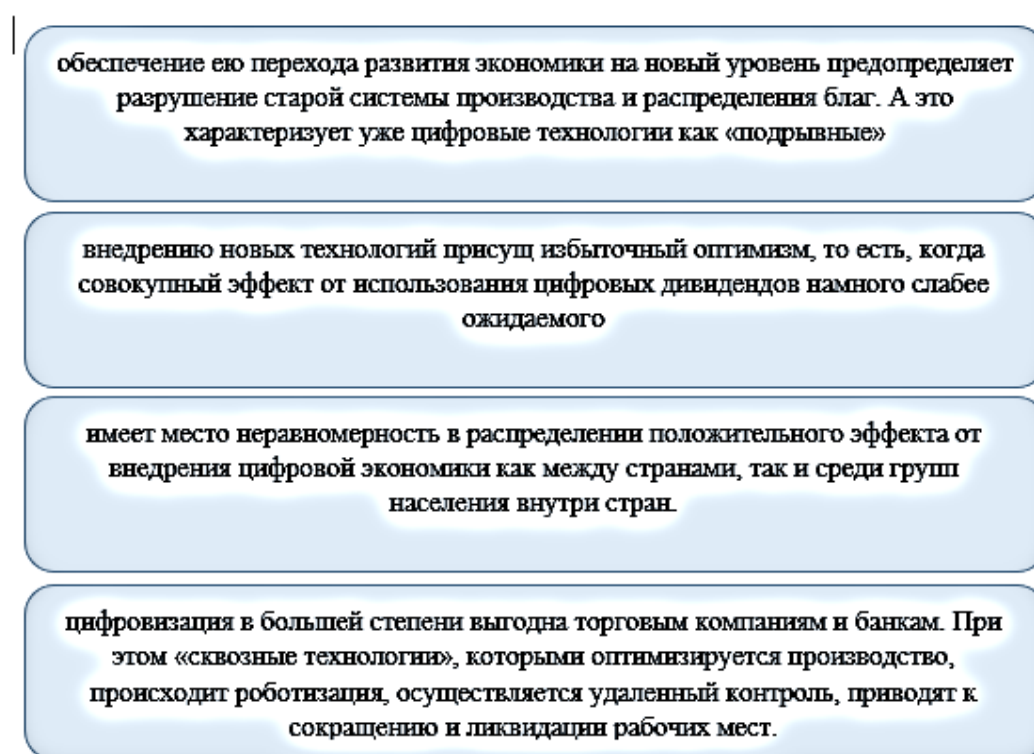 обеспечение ею перехода развития экономики на новый уровень предопределяет
разрушение старой системы производства и распределения благ. А это
характеризует уже цифровые технологии как «подрывные»
внедрению новых технологий присущ избыточный оптимизм, то есть, когда
совокупный эффект от использования цифровых дивидендов намного слабее
ожидаемого
имеет место неравномерность в распределении положительного эффекта от
внедрения цифровой экономики как между странами, так и среди групп
населения внутри стран.
цифровизация в большей степени выгодна торговым компаниям и банкам. При
этом «сквозные технологии», которыми оптимизируется производство,
происходит роботизация, осуществляется удаленный контроль, приводят к
сокращению и ликвидации рабочих мест.